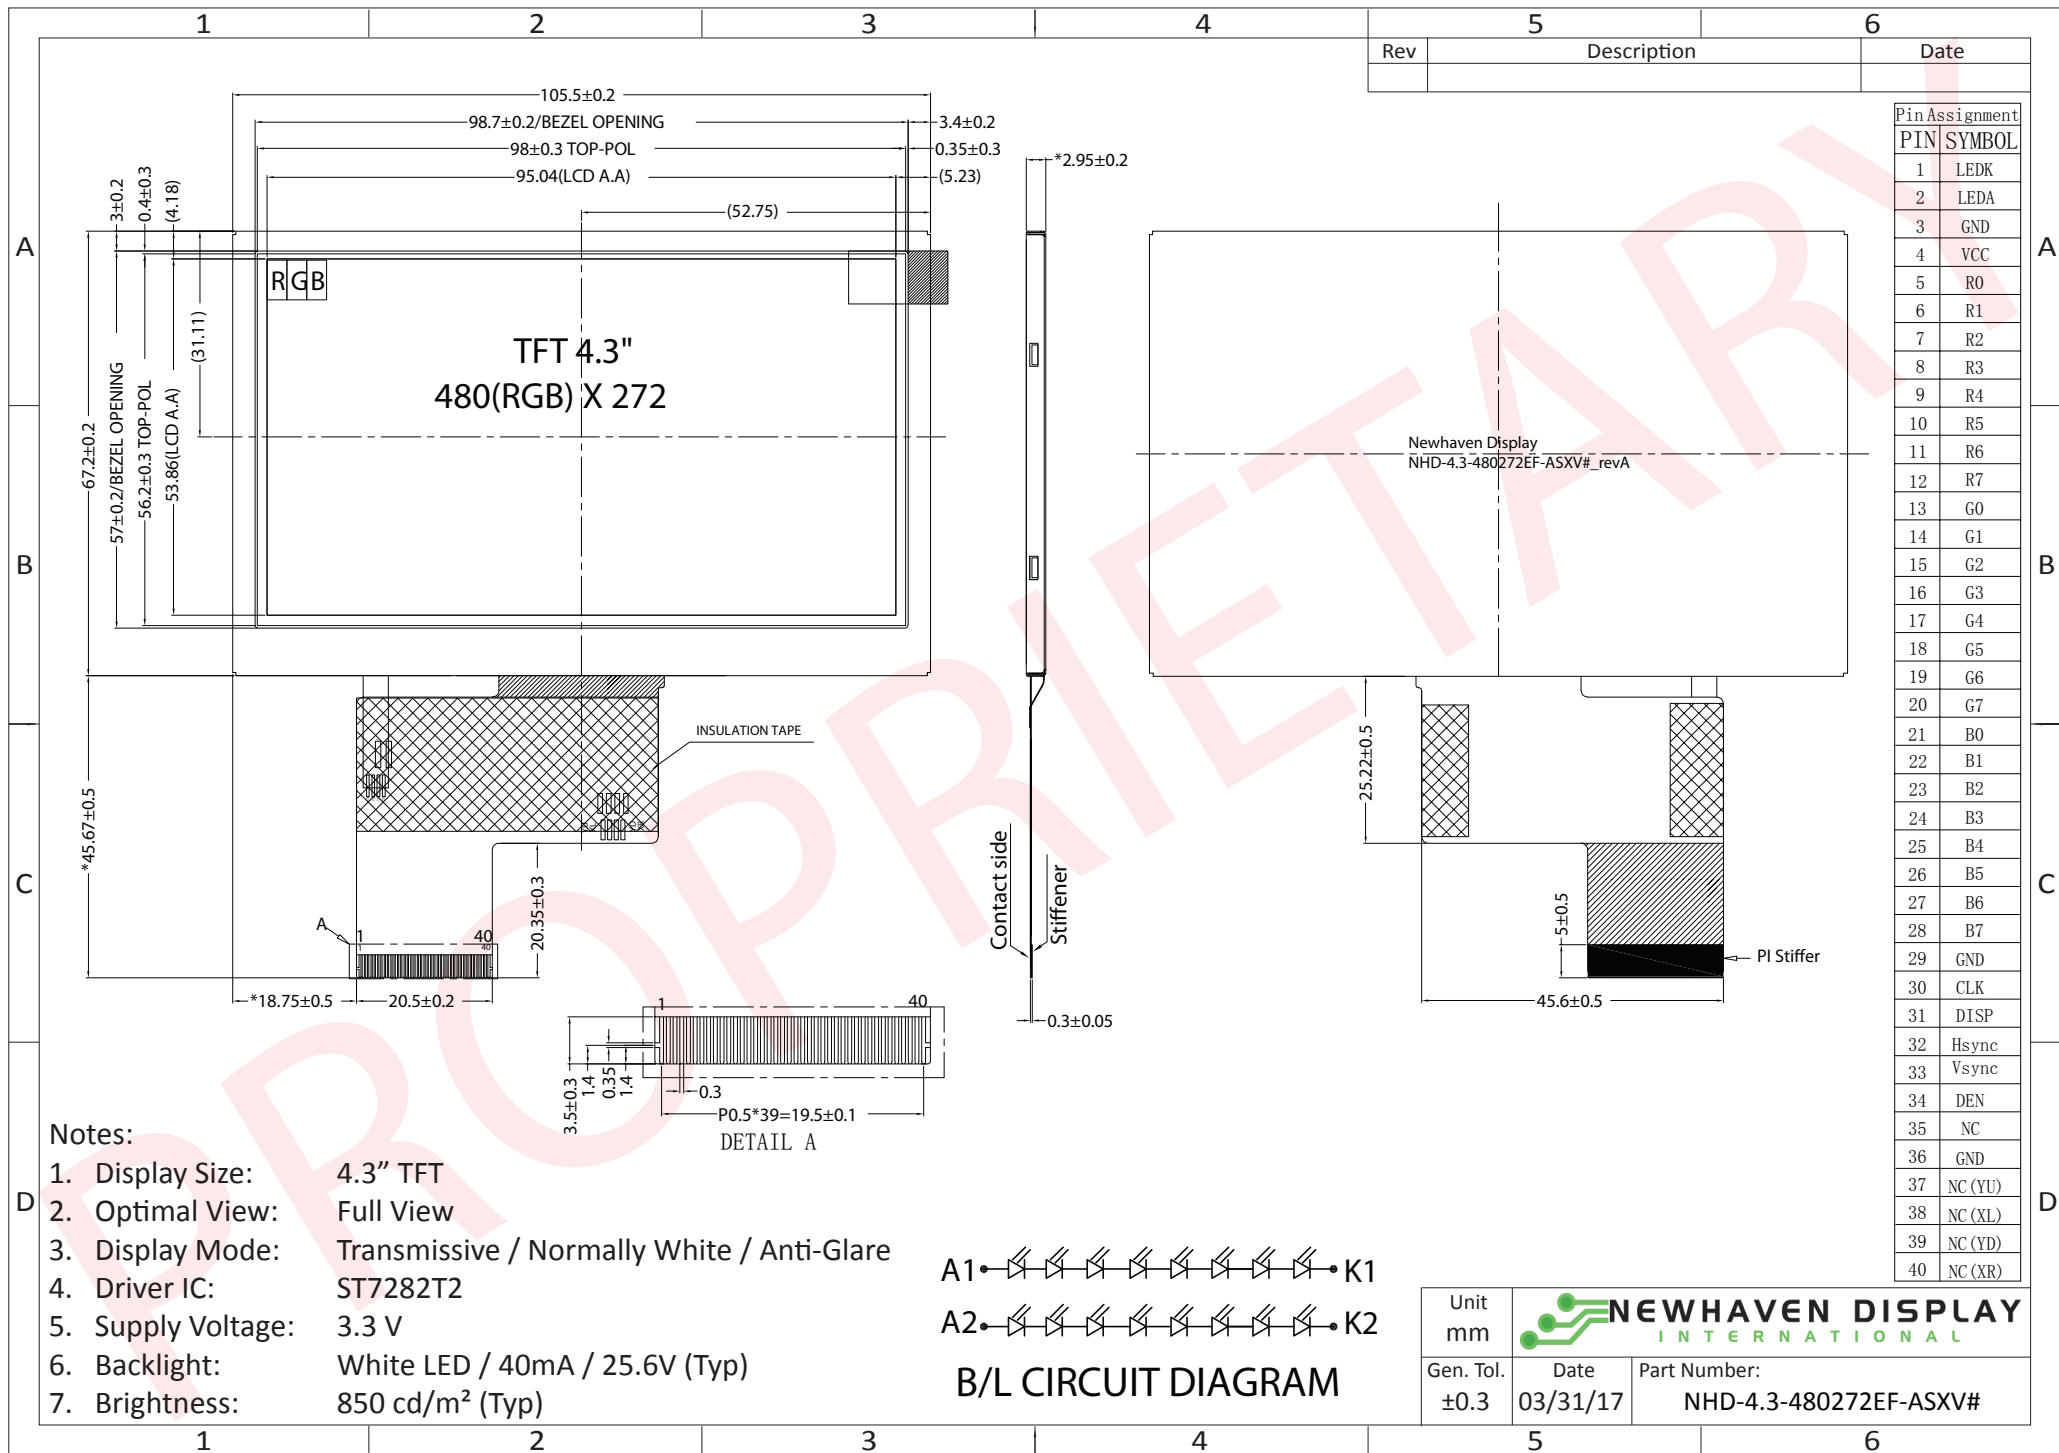 1 2 3 4 5 6
Rev Description Date
105.5±0.2
98.7±0.2/BEZEL OPENING 3.4±0.2
98±0.3 TOP-POL 0.35±0.3
95.04(LCD A.A) (5.23)
(52.75)
*2.95±0.2
3±0.2
0.4±0.3
(4.18)
A A
RGB
(31.11)
TFT 4.3"
480(RGB) X 272
67.2±0.2
57±0.2/BEZEL OPENING
56.2±0.3 TOP-POL
53.86(LCD A.A)
Newhaven Display
NHD-4.3-480272EF-ASXV#_revA
B B
INSULATION TAPE
*45.67±0.5
25.22±0.5
Contact side
Stiffener
C C
20.35±0.3
A
1 40
40
5±0.5
PI Stiffer
*18.75±0.5 20.5±0.2
45.6±0.5
0.3±0.05
1 40
3.5±0.3
1.4
0.35
1.4
0.3
P0.5*39=19.5±0.1
DETAIL A
PROPRIETARY
Pin Assignment
PIN SYMBOL
1 LEDK
2 LEDA
3 GND
4 VCC
5 R0
6 R1
7 R2
8 R3
9 R4
10 R5
11 R6
12 R7
13 G0
14 G1
15 G2
16 G3
17 G4
18 G5
19 G6
20 G7
21 B0
22 B1
23 B2
24 B3
25 B4
26 B5
27 B6
28 B7
29 GND
30 CLK
31 DISP
32 Hsync
33 Vsync
34 DEN
35 NC
36 GND
37 NC(YU)
38 NC(XL)
39 NC(YD)
40 NC(XR)
Notes:
1. Display Size: 4.3” TFT
2. Optimal View: Full View
3. Display Mode: Transmissive / Normally White / Anti-Glare
4. Driver IC: ST7282T2
5. Supply Voltage: 3.3 V
6. Backlight: White LED / 40mA / 25.6V (Typ)
7. Brightness: 850 cd/m² (Typ)
D D
A1 K1
A2 K2
B/L CIRCUIT DIAGRAM
Unit
mm
NEWHAVEN DISPLAY
INTERNATIONAL
Gen. Tol.
±0.3
Date
03/31/17
Part Number:
NHD-4.3-480272EF-ASXV#
1 2 3 4 5 6